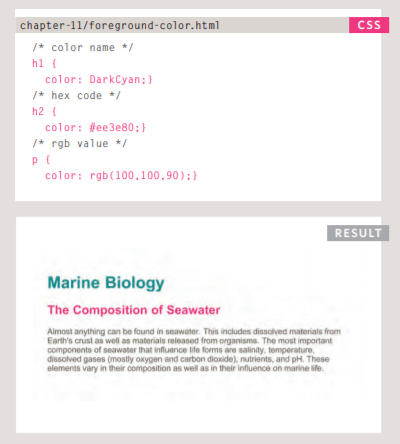 chapter-11/foreground-color.html CSS
/* color name */
h1 {
color: DarkCyan;}
/* hex code */
h2 {
color: #ee3e80;}
/* rgb value */
p {
color: rgb(100,100,90);}
RESULT
Marine Biology
The Composition of Seawater
Almost anything can be found in seawater. This includes dissolved materials from
Earth's crust as well as materials released from organisms. The most important
components of seawater that influence life forms are salinity, temperature,
dissolved gases (mostly oxygen and carbon dioxide), nutrients, and pH. These
elements vary in their composition as well as in their influence on marine life.